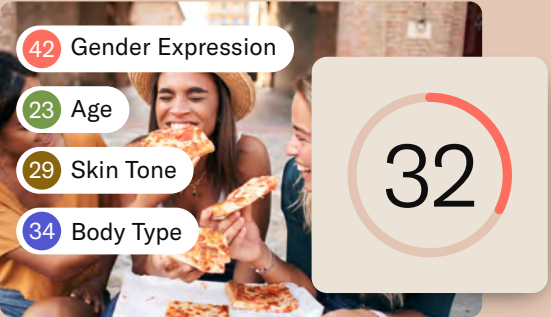 42 Gender Expression
23 Age
29 Skin Tone
34 Body Type
32